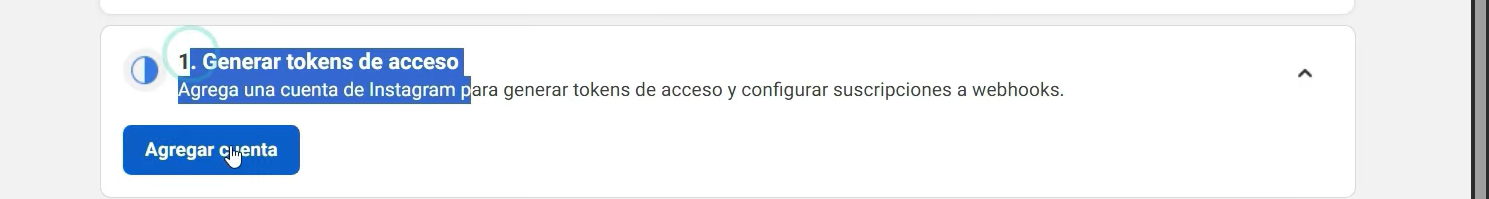 1. Generar tokens de acceso
Agrega una cuenta de Instagram para generar tokens de acceso y configurar suscripciones a webhooks.
Agregar cuenta